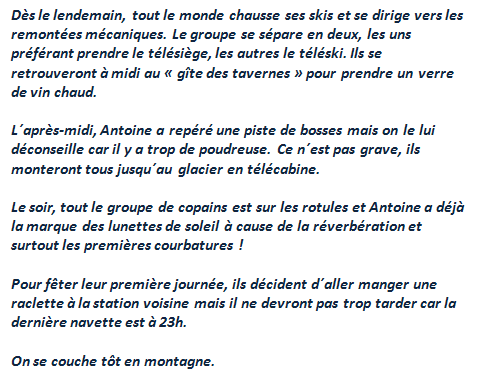 Dès le lendemain, tout le monde chausse ses skis et se dirige vers les
remontées mécaniques. Le groupe se sépare en deux, les uns
préférant prendre le télésiège, les autres le téléski. Ils se
retrouveront à midi au « gîte des tavernes » pour prendre un verre
de vin chaud.

L´après-midi, Antoine a repéré une piste de bosses mais on le lui
déconseille car il y a trop de poudreuse. Ce n´est pas grave, ils
monteront tous jusqu´au glacier en télécabine.

Le soir, tout le groupe de copains est sur les rotules et Antoine a déjà
la marque des lunettes de soleil à cause de la réverbération et
surtout les premières courbatures !

Pour fêter leur première journée, ils décident d´aller manger une
raclette à la station voisine mais il ne devront pas trop tarder car la
dernière navette est à 23h.

On se couche tôt en montagne.